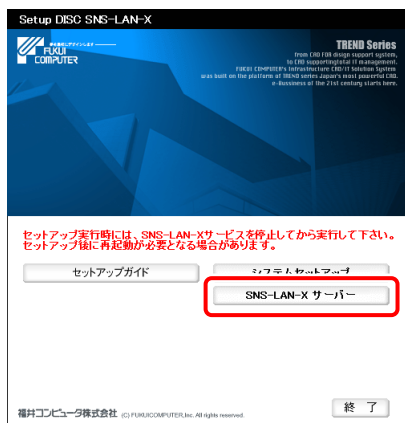 Setup DISC SNS-LAN-X
FUKUI
COMPUTER
TREND Series
from CAD FOR disign support system,
to CAD supportingtotal IT management.
FUKUI COMPUTER's Infrastructure CAD/IT Solution System
was built on the platform of TREND series Japan's most powerful CAD.
e-Bussiness of the 21st century starts here.
セットアップ実行時には、SNS-LAN-Xサービスを停止してから実行して下さい。
セットアップ後に再起動が必要となる場合があります。
セットアップガイド
システムセットアップ
SNS-LAN-X サーバー
福井コンピュータ株式会社 (C) FUKUICOMPUTER,Inc. All rights reserved.
終 了